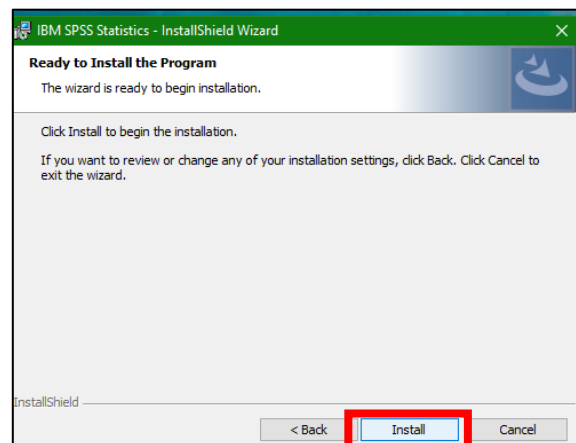 IBM SPSS Statistics - InstallShield Wizard
Ready to Install the Program
The wizard is ready to begin installation.
Click Install to begin the installation.
If you want to review or change any of your installation settings, click Back. Click Cancel to
exit the wizard.
InstallShield
< Back Install Cancel